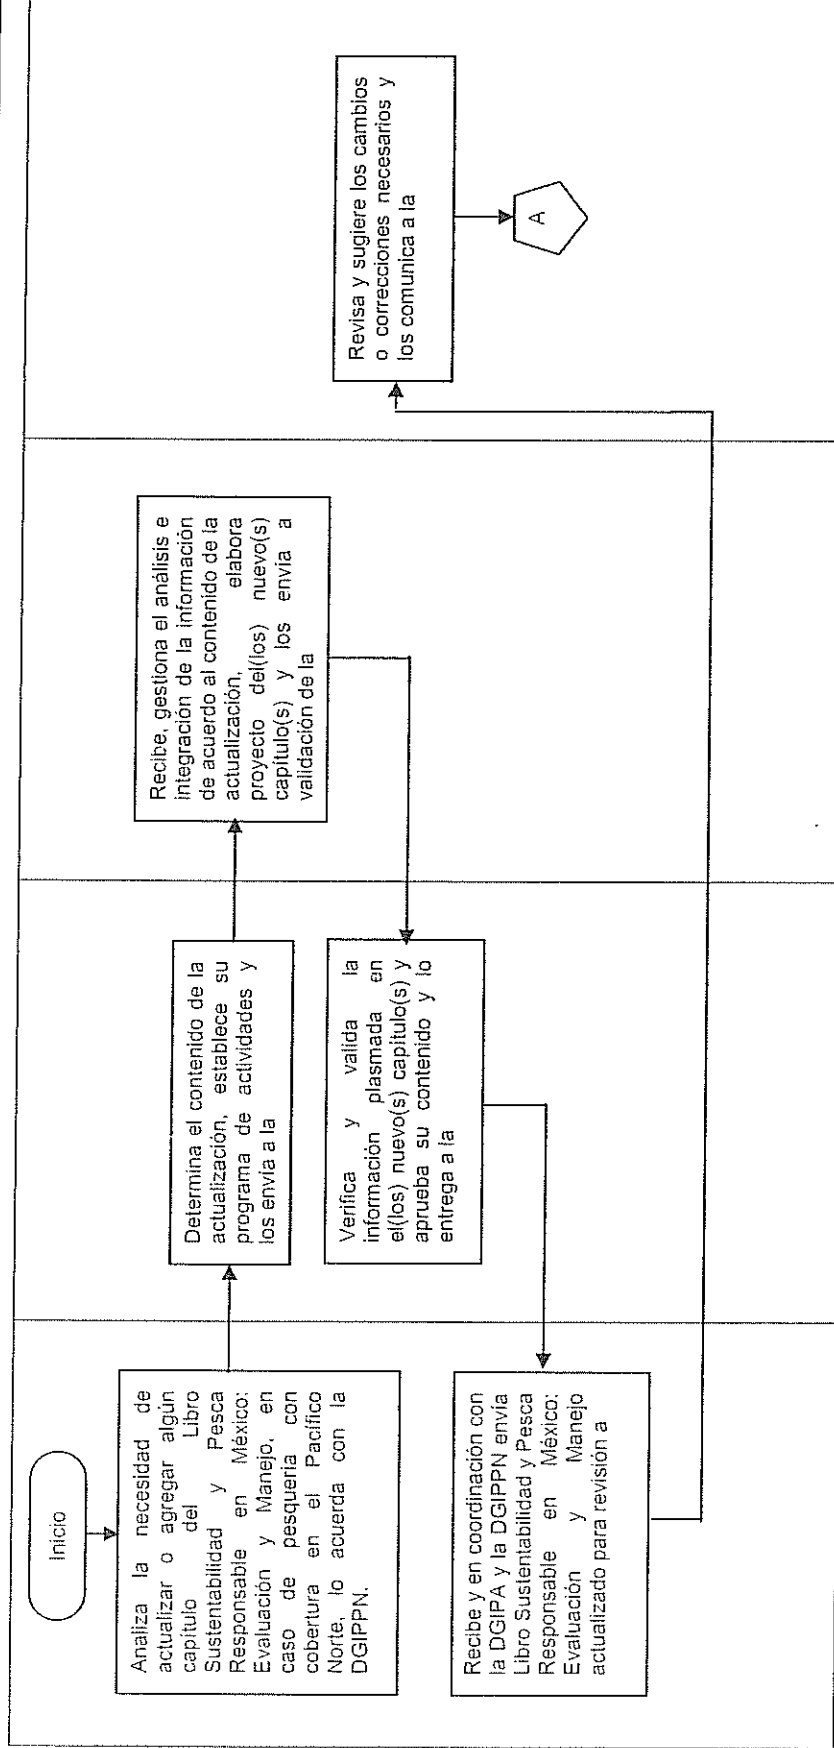 Inicio
Analiza la necesidad de
actualizar o agregar algún
capítulo del Libro
Sustentabilidad y Pesca
Responsable en México:
Evaluación y Manejo, en
caso de pesquería con
cobertura en el Pacífico
Norte, lo acuerda con la
DGIPPN.
Determina el contenido de la
actualización, establece su
programa de actividades y
los envía a la
Recibe, gestiona el análisis e
integración de la información
de acuerdo al contenido de la
actualización, elabora
proyecto del(los) nuevo(s)
capítulo(s) y los envía a
validación de la
Verifica y valida la
información plasmada en
el(los) nuevo(s) capítulo(s) y
aprueba su contenido y lo
entrega a la
Recibe y en coordinación con
la DGIPA y la DGIPPN envía
Libro Sustentabilidad y Pesca
Responsable en México:
Evaluación y Manejo
actualizado para revisión a
Revisa y sugiere los cambios
o correcciones necesarios y
los comunica a la
A